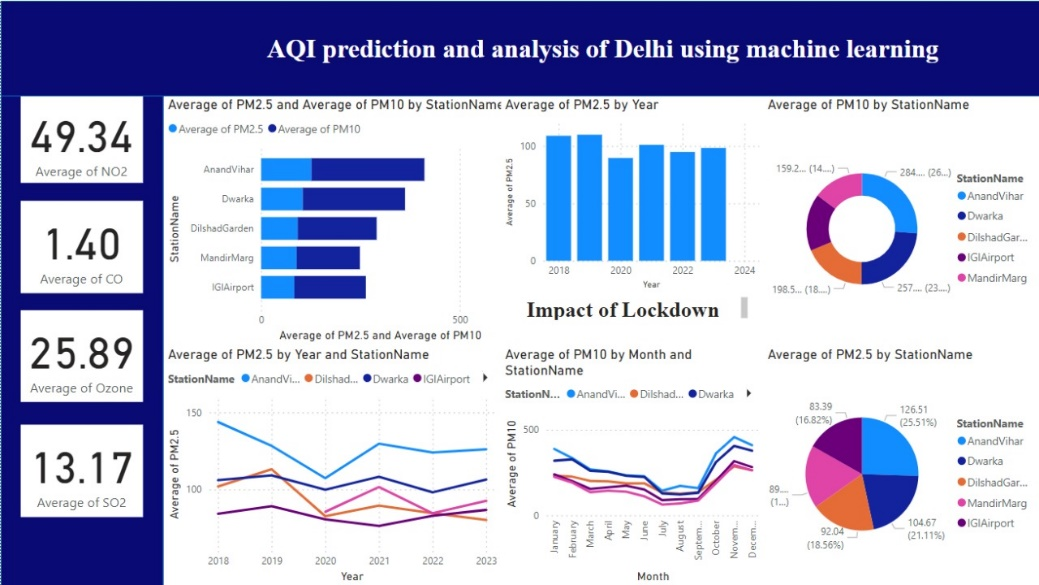 AQI prediction and analysis of Delhi using machine learning
49.34
Average of NO2
1.40
Average of CO
25.89
Average of Ozone
13.17
Average of SO2
Average of PM2.5 and Average of PM10 by StationName
Average of PM2.5
Average of PM10
StationName
AnandVihar
Dwarka
DilshadGarden
MandirMarg
IGIAirport
0
500
Average of PM2.5 and Average of PM10
Average of PM2.5 by Year
Average of PM2.5
100
50
0
2018
2020
2022
2024
Year
Impact of Lockdown
Average of PM10 by StationName
159.2... (14....)
284.... (26...)
198.5... (18....)
257.... (23....)
StationName
AnandVihar
Dwarka
DilshadGar...
IGIAirport
MandirMarg
Average of PM2.5 by Year and StationName
StationName
AnandVi...
Dilshad...
Dwarka
IGIAirport
Average of PM2.5
150
100
2018
2019
2020
2021
2022
2023
Year
Average of PM10 by Month and
StationName
StationN...
AnandVi...
Dilshad...
Dwarka
Average of PM10
500
0
January
February
March
April
May
June
July
August
Septem...
October
Novem...
Decem...
Month
Average of PM2.5 by StationName
83.39
(16.82%)
126.51
(25.51%)
89....
(1...)
92.04
(18.56%)
104.67
(21.11%)
StationName
AnandVihar
Dwarka
DilshadGar...
MandirMarg
IGIAirport